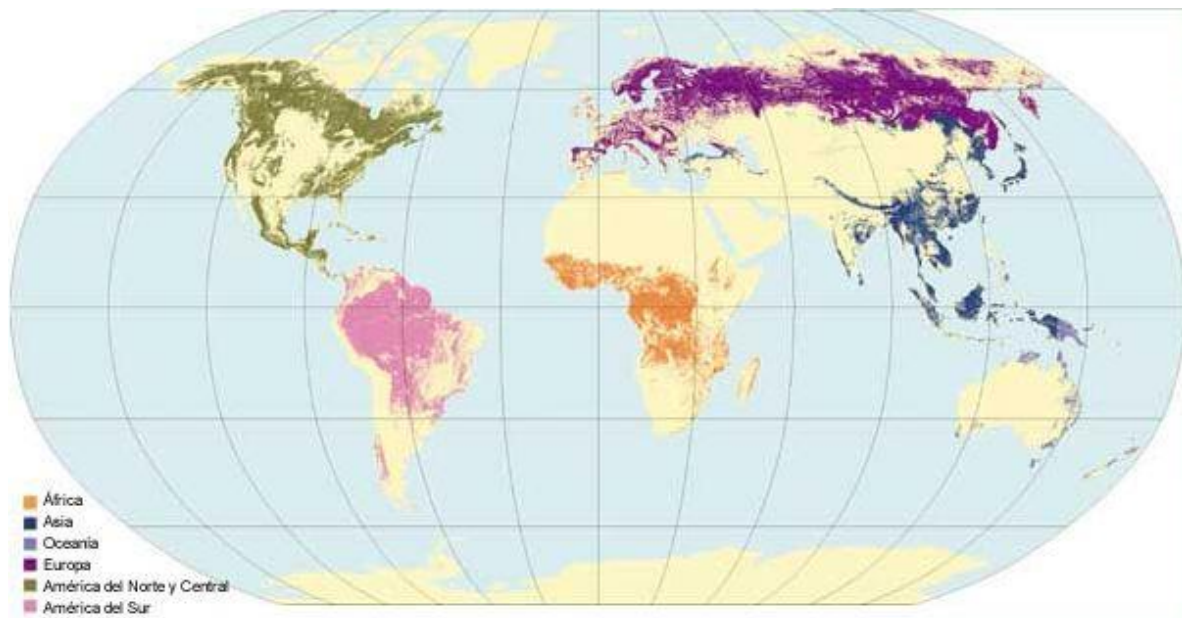 África
Asia
Oceanía
Europa
América del Norte y Central
América del Sur